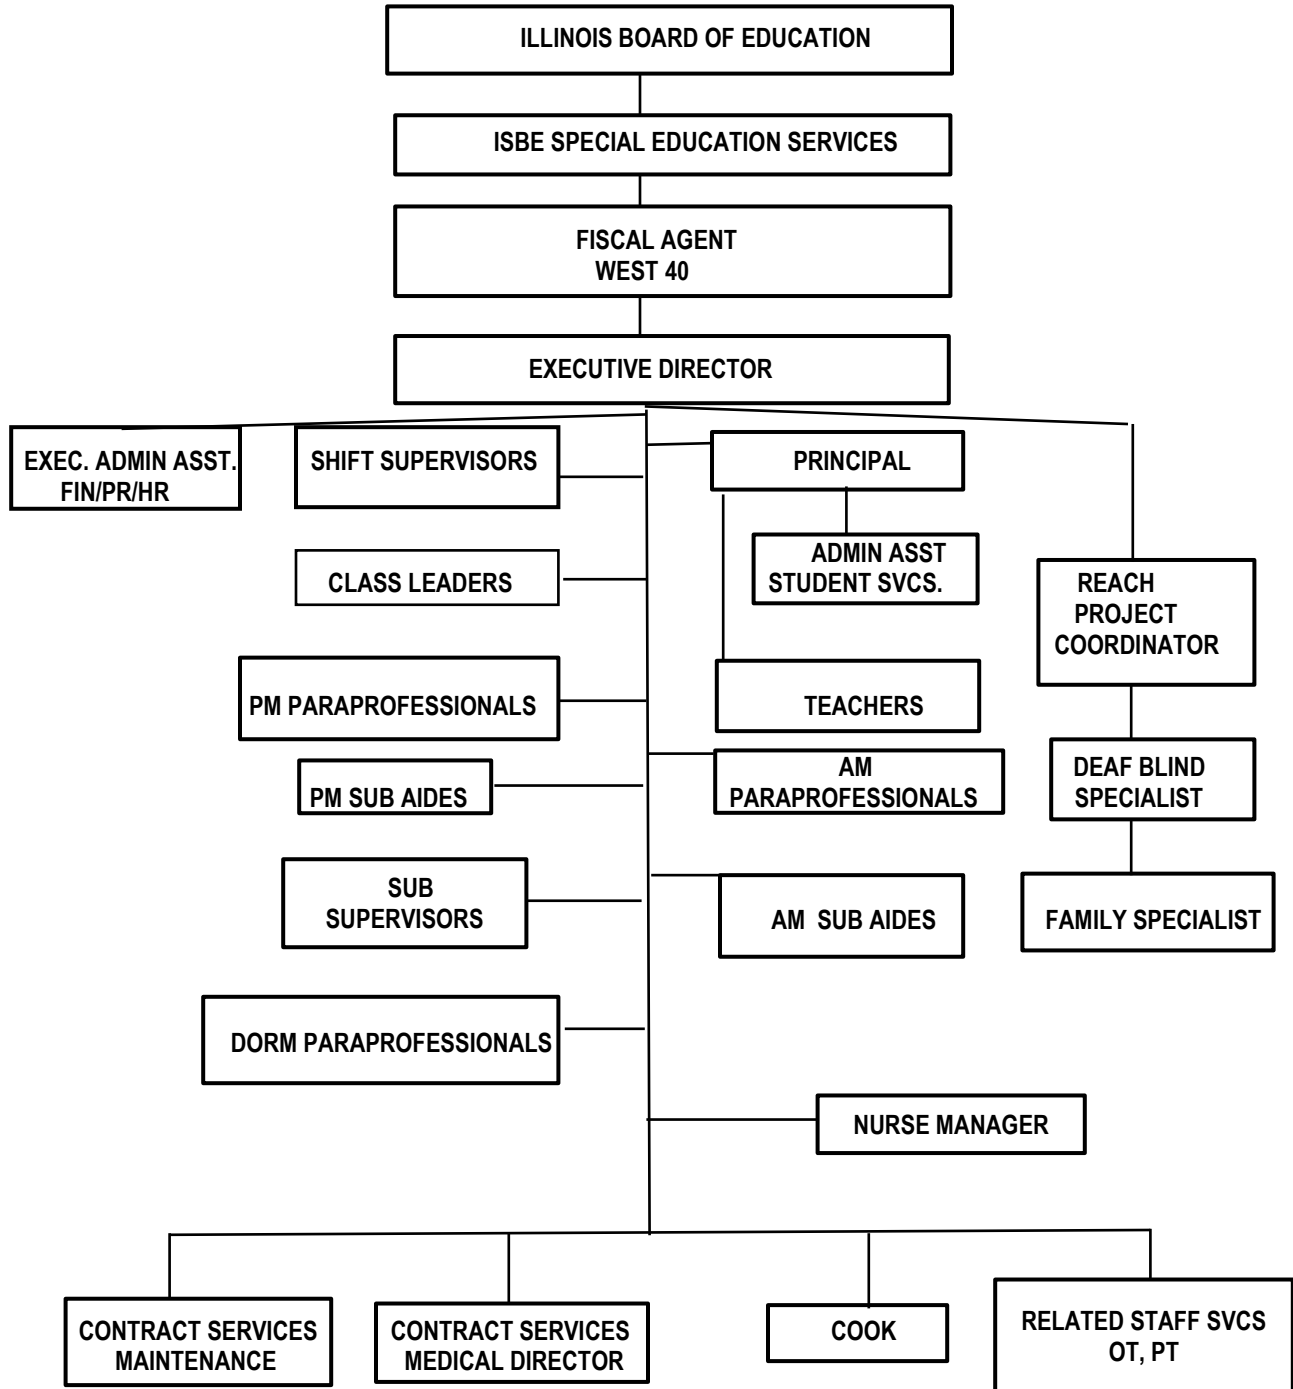 ILLINOIS BOARD OF EDUCATION
ISBE SPECIAL EDUCATION SERVICES
FISCAL AGENT
WEST 40
EXECUTIVE DIRECTOR
EXEC. ADMIN ASST.
FIN/PR/HR
SHIFT SUPERVISORS
PRINCIPAL
CLASS LEADERS
ADMIN ASST
STUDENT SVCS.
REACH
PROJECT
COORDINATOR
PM PARAPROFESSIONALS
TEACHERS
PM SUB AIDES
AM
PARAPROFESSIONALS
DEAF BLIND
SPECIALIST
SUB
SUPERVISORS
AM SUB AIDES
FAMILY SPECIALIST
DORM PARAPROFESSIONALS
NURSE MANAGER
CONTRACT SERVICES
MAINTENANCE
CONTRACT SERVICES
MEDICAL DIRECTOR
COOK
RELATED STAFF SVCS
OT, PT